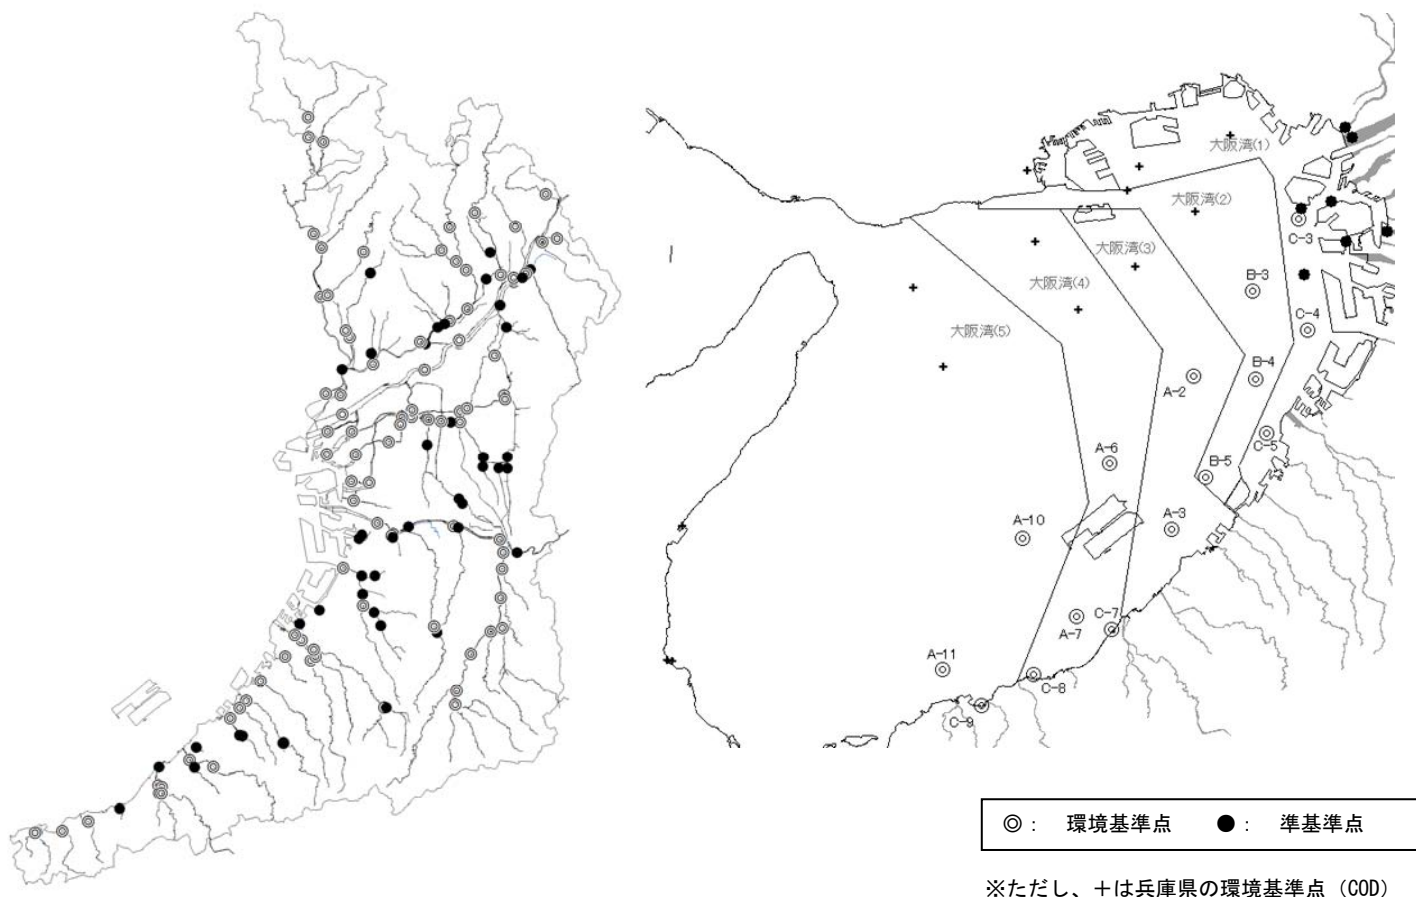 大阪湾(1)
大阪湾(2)
C-3
大阪湾(3)
大阪湾(4)
B-3
大阪湾(5)
C-4
B-4
A-2
C-5
A-6
B-5
A-10
A-3
C-7
A-7
A-11
C-8
C-9
◎： 環境基準点 ●： 準基準点
※ただし、＋は兵庫県の環境基準点（COD）